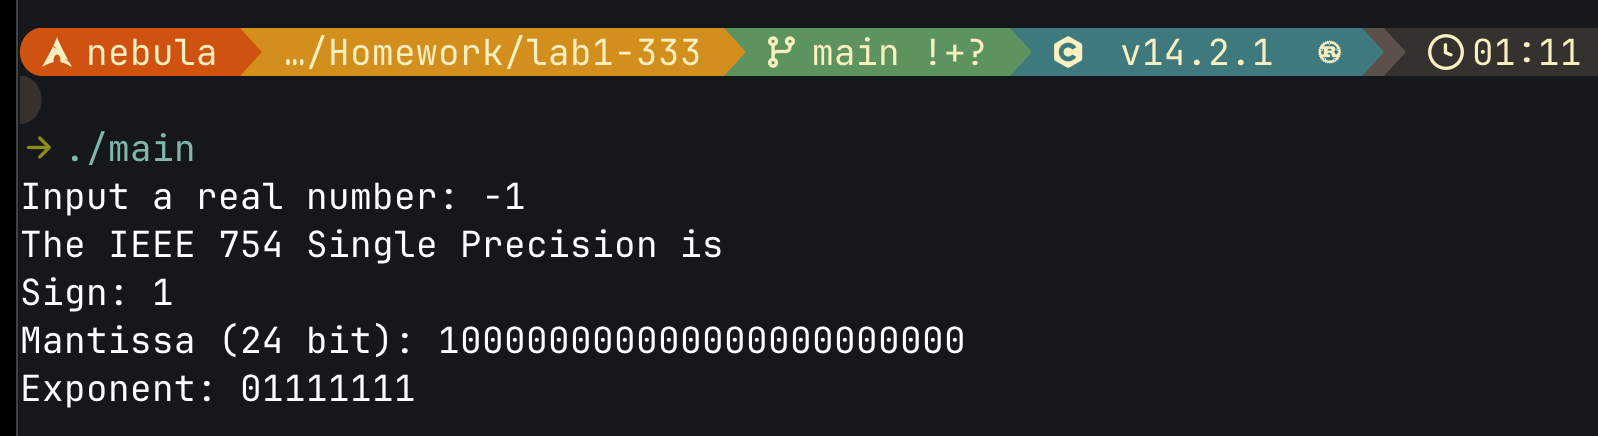 nebula …/Homework/lab1-333 main !+? C v14.2.1 R 01:11
→ ./main
Input a real number: -1
The IEEE 754 Single Precision is
Sign: 1
Mantissa (24 bit): 100000000000000000000000
Exponent: 01111111